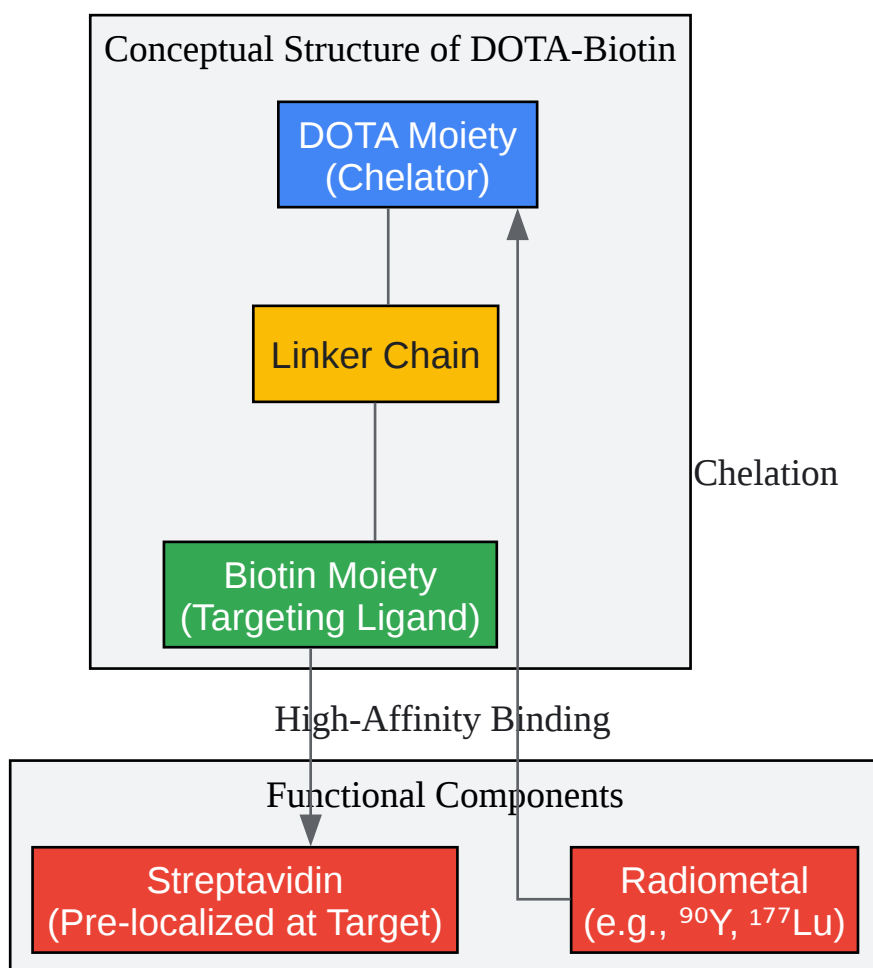 Conceptual Structure of DOTA-Biotin
DOTA Moiety
(Chelator)
Linker Chain
Chelation
Biotin Moiety
(Targeting Ligand)
High-Affinity Binding
Functional Components
Streptavidin
(Pre-localized at Target)
Radiometal
(e.g., ⁹⁰Y, ¹⁷⁷Lu)